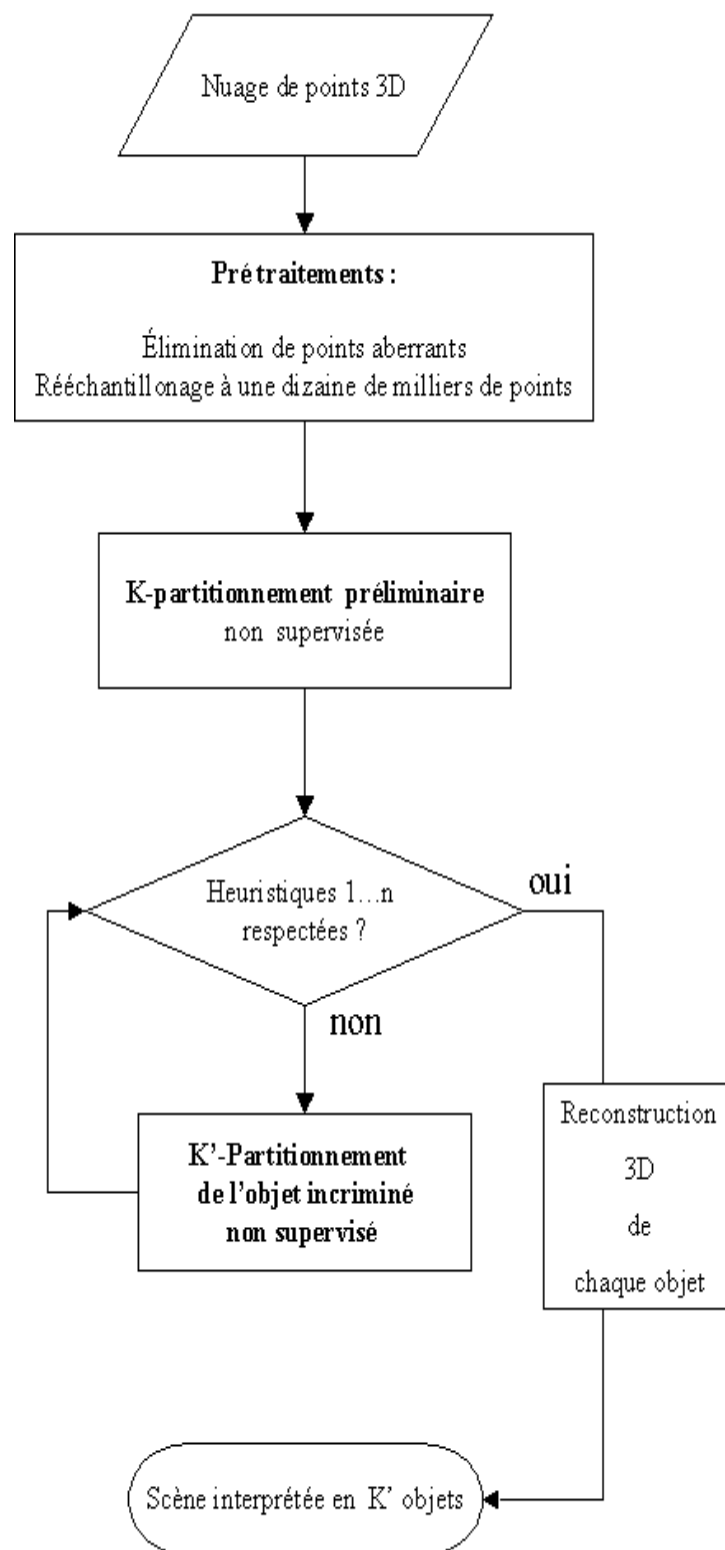 Nuage de points 3D
Pré traitements :
Élimination de points aberrants
Rééchantillonage à une dizaine de milliers de points
K-partitionnement préliminaire
non supervisée
Heuristiques 1...n
respectées ?
oui
non
K’-Partitionnement
de l’objet incriminé
non supervisé
Reconstruction
3D
de
chaque objet
Scène interprétée en K’ objets